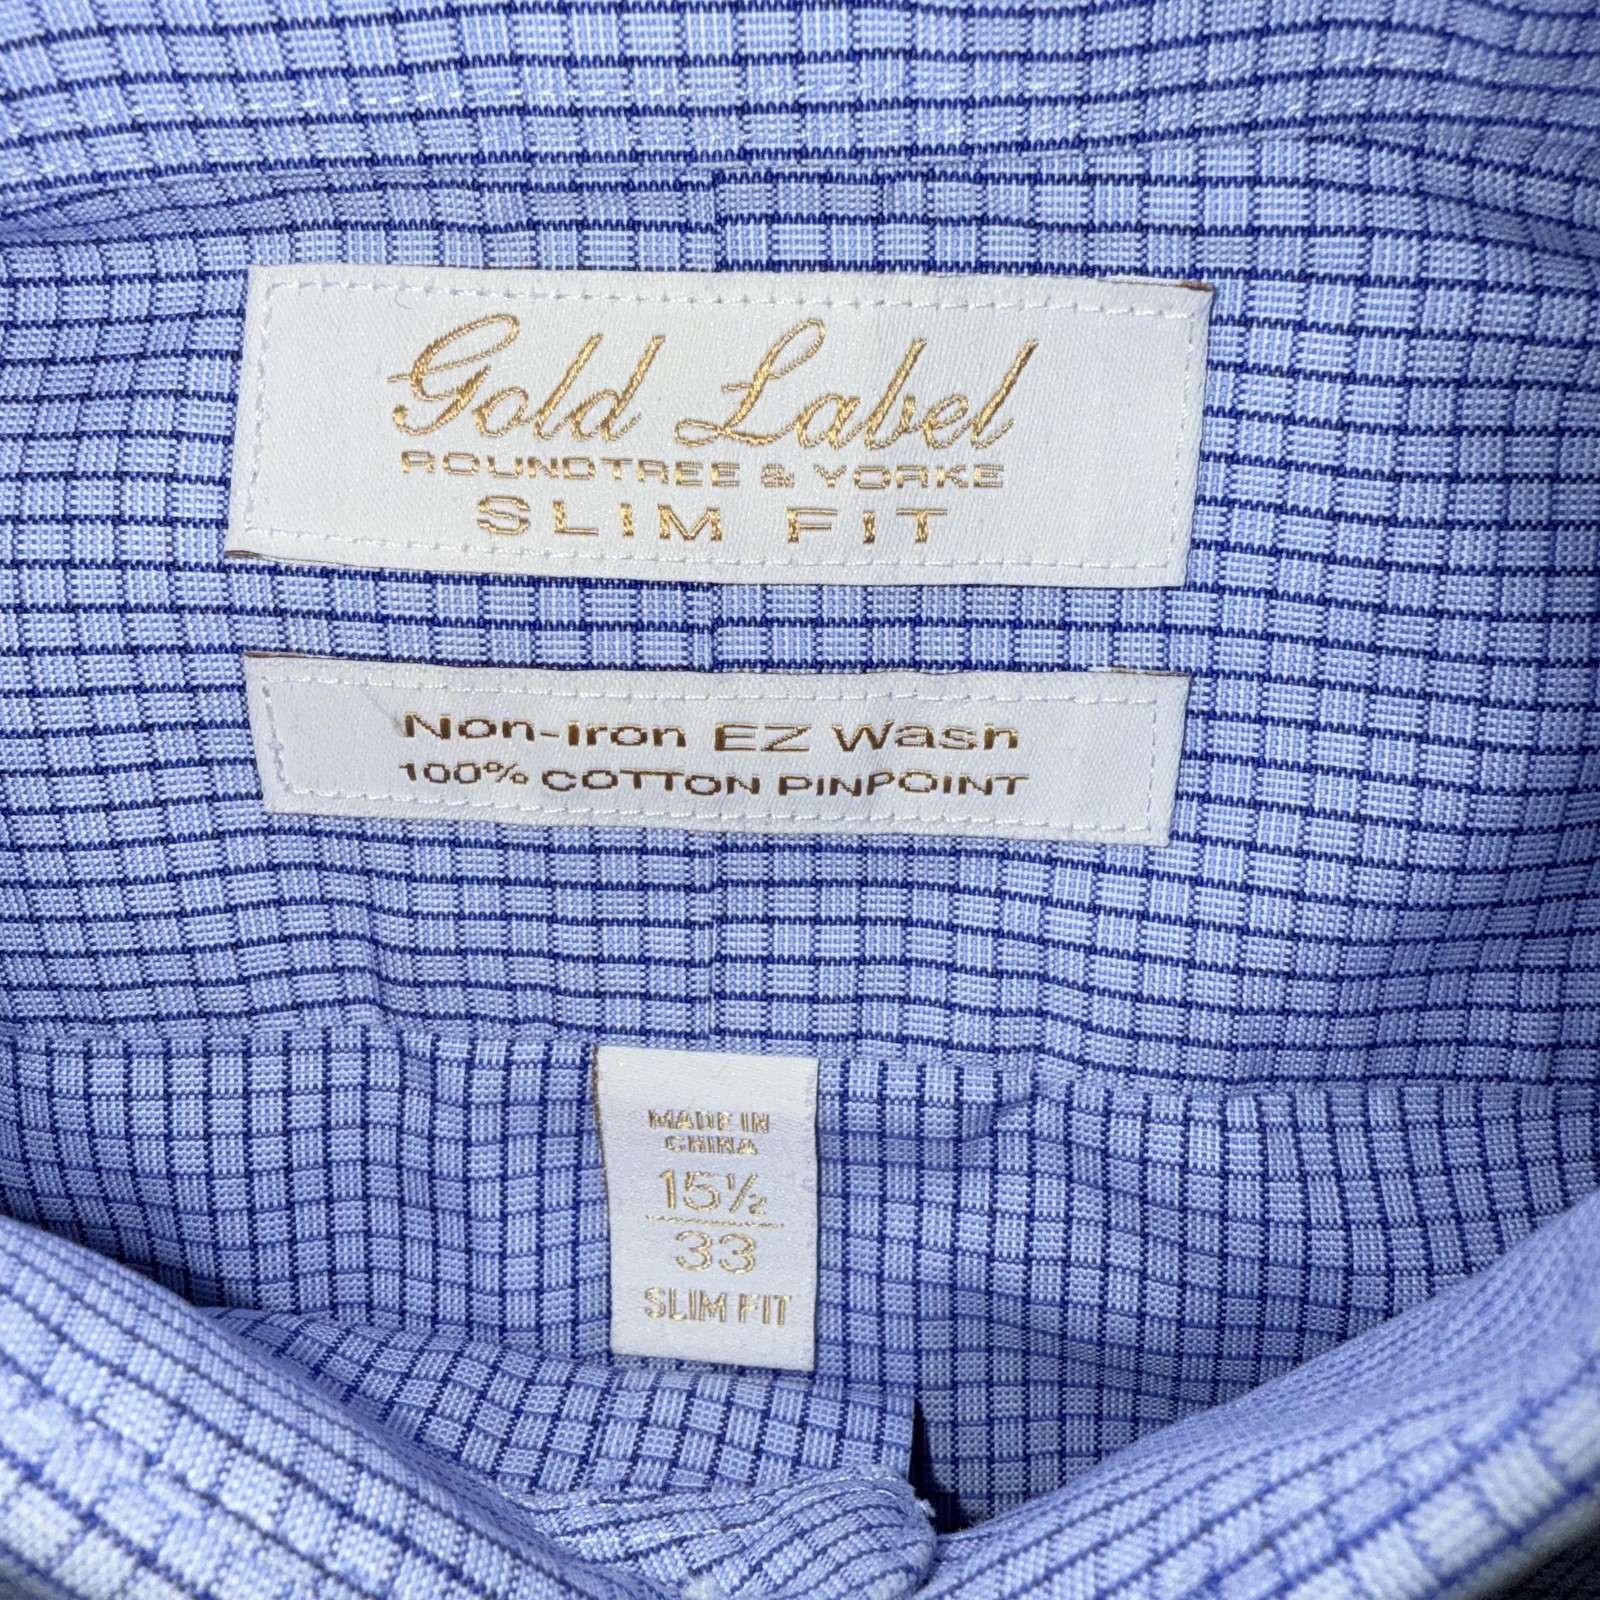 Gold Label
ROUNDTREE & YORKE
SLIM FIT
Non-Iron EZ Wash
100% COTTON PINPOINT
MADE IN
CHINA
15½
33
SLIM FIT